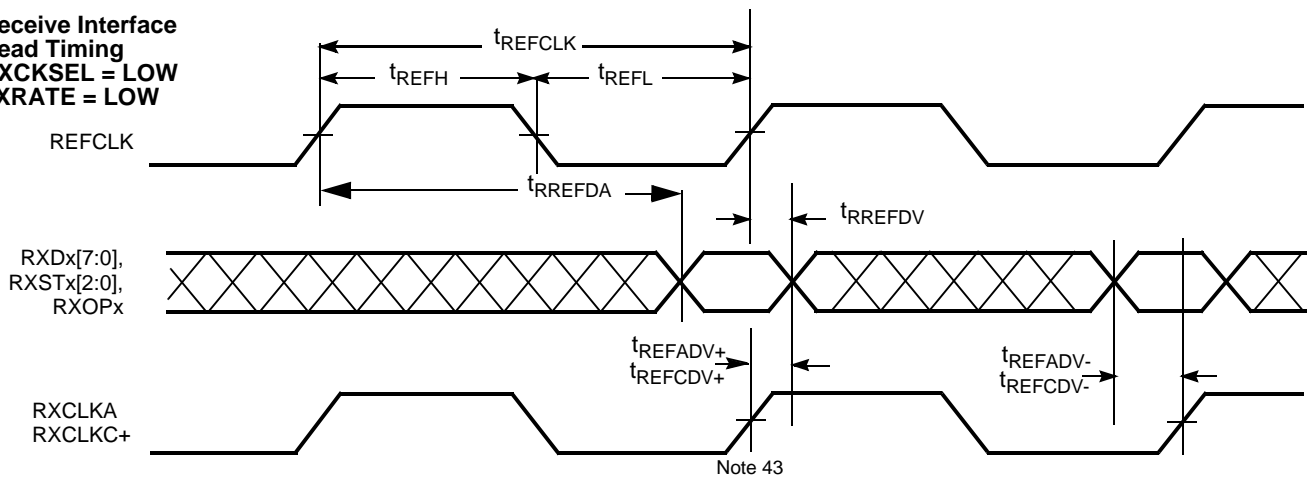 eceive Interface
ead Timing
XCKSEL = LOW
XRATE = LOW
tREFCLK
tREFH
tREFL
REFCLK
tRREFDA
tRREFDV
RXDx[7:0],
RXSTx[2:0],
RXOPx
tREFADV+
tREFCDV+
tREFADV-
tREFCDV-
RXCLKA
RXCLKC+
Note 43